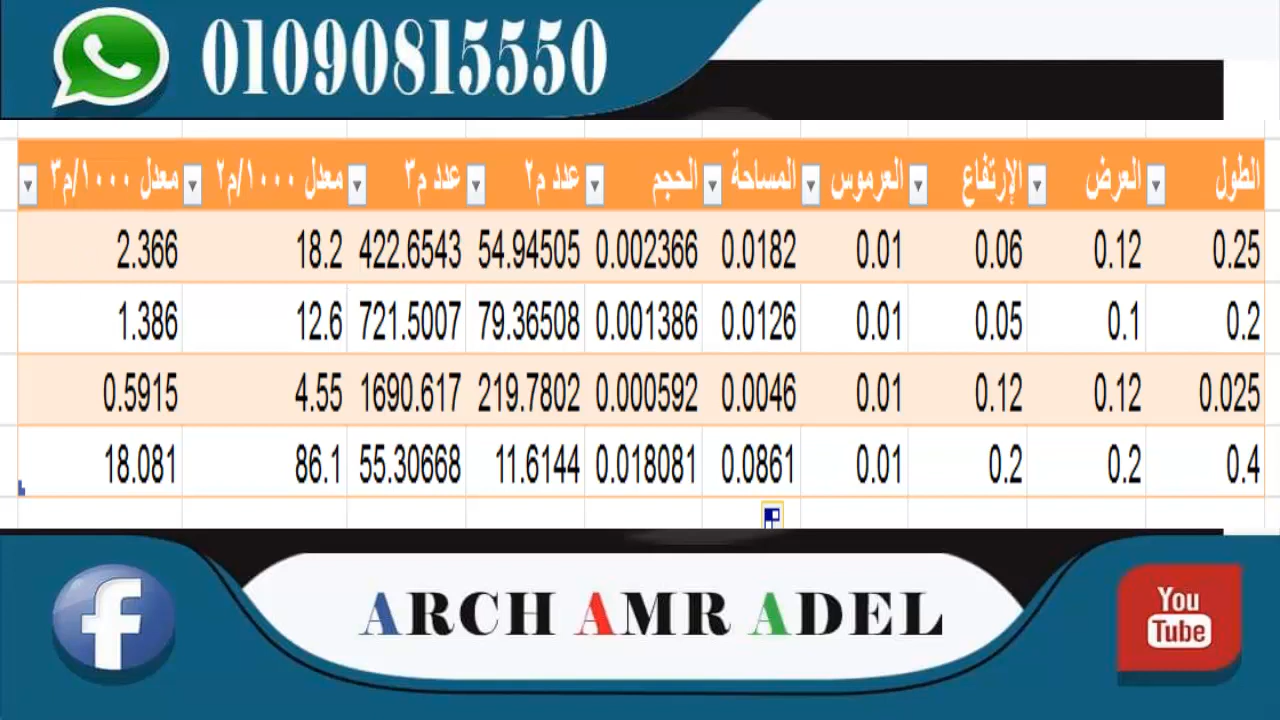 01090815550
الطول العرض الإرتفاع العرموس المساحة الحجم عدد م٢ عدد م٣ معدل ١٠٠٠/م٢ معدل ١٠٠٠/م٣
0.25 0.12 0.06 0.01 0.0182 0.002366 54.94505 422.6543 18.2 2.366
0.2 0.1 0.05 0.01 0.0126 0.001386 79.36508 721.5007 12.6 1.386
0.025 0.12 0.12 0.01 0.0046 0.000592 219.7802 1690.617 4.55 0.5915
0.4 0.2 0.2 0.01 0.0861 0.018081 11.6144 55.30668 86.1 18.081
f
ARCH AMR ADEL
You
Tube